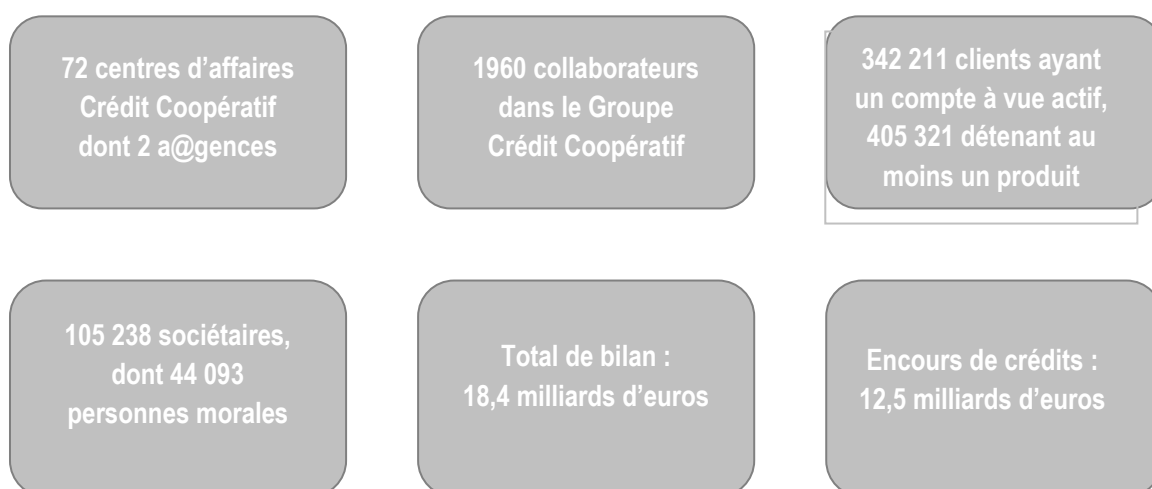 72 centres d’affaires
Crédit Coopératif
dont 2 a@gences
1960 collaborateurs
dans le Groupe
Crédit Coopératif
342 211 clients ayant
un compte à vue actif,
405 321 détenant au
moins un produit
105 238 sociétaires,
dont 44 093
personnes morales
Total de bilan :
18,4 milliards d’euros
Encours de crédits :
12,5 milliards d’euros